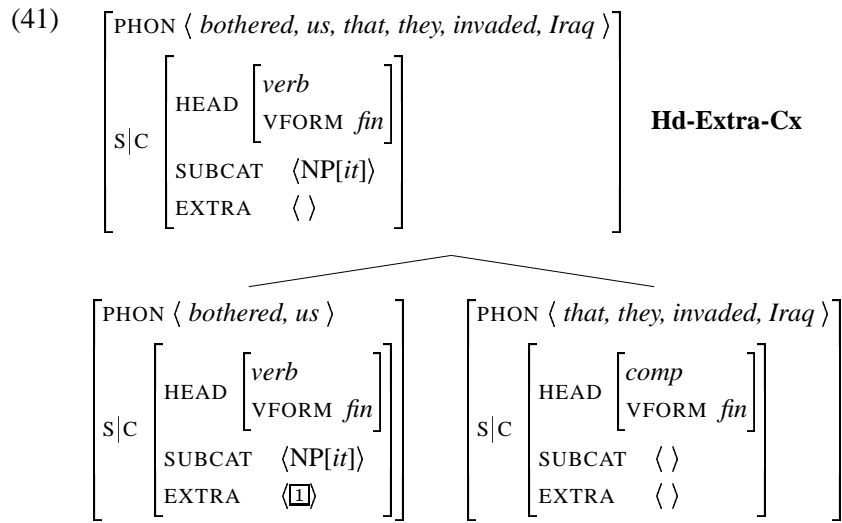 (41)
[PHON ⟨ bothered, us, that, they, invaded, Iraq ⟩]
S|C [HEAD [verb
VFORM fin]
SUBCAT ⟨NP[it]⟩
EXTRA ⟨ ⟩]
Hd-Extra-Cx
[PHON ⟨ bothered, us ⟩]
S|C [HEAD [verb
VFORM fin]
SUBCAT ⟨NP[it]⟩
EXTRA ⟨1⟩]
[PHON ⟨ that, they, invaded, Iraq ⟩]
S|C [HEAD [comp
VFORM fin]
SUBCAT ⟨ ⟩
EXTRA ⟨ ⟩]